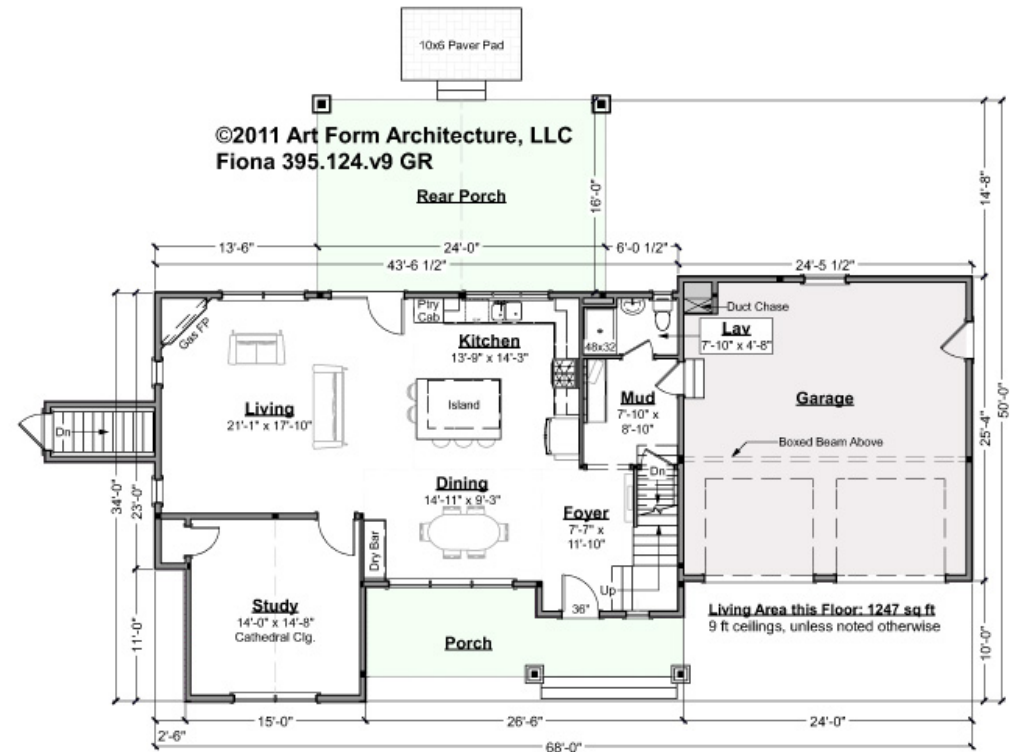 10x6 Paver Pad
©2011 Art Form Architecture, LLC
Fiona 395.124.v9 GR
Rear Porch
16'-0"
14'-8"
13'-6"
24'-0"
6'-0 1/2"
43'-6 1/2"
24'-5 1/2"
Gas FP
Ptry
Cab
Kitchen
13'-9" x 14'-3"
48x32
Duct Chase
Lav
7'-10" x 4'-8"
Living
21'-1" x 17'-10"
Island
Mud
7'-10" x
8'-10"
Garage
50'-0"
25'-4"
Dn
Boxed Beam Above
34'-0"
23'-0"
Dining
14'-11" x 9'-3"
Dn
Foyer
7'-7" x
11'-10"
Dry Bar
Up
36"
Study
14'-0" x 14'-8"
Cathedral Clg.
Living Area this Floor: 1247 sq ft
9 ft ceilings, unless noted otherwise
Porch
11'-0"
10'-0"
15'-0"
26'-6"
24'-0"
2'-6"
68'-0"